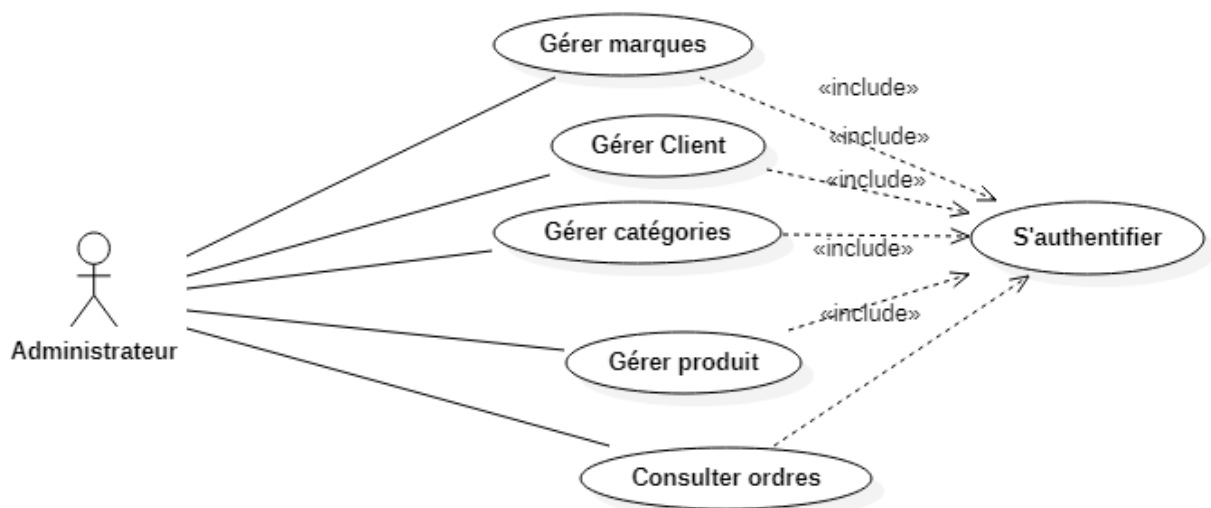 Gérer marques
«include»
«include»
Gérer Client
«include»
Gérer catégories
S'authentifier
«include»
«include»
Administrateur
Gérer produit
Consulter ordres